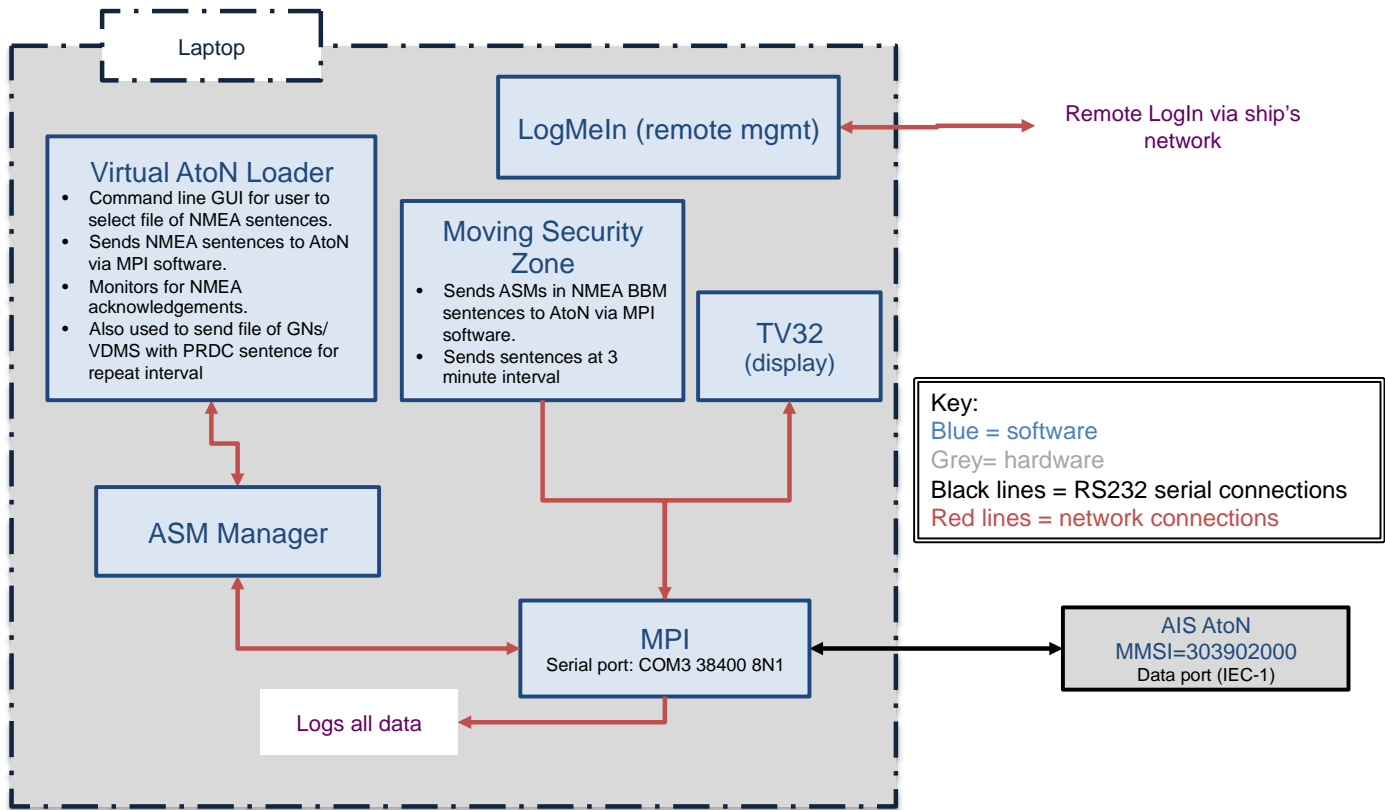 Laptop
LogMeIn (remote mgmt)
Remote LogIn via ship's
network
Virtual AtoN Loader
• Command line GUI for user to
select file of NMEA sentences.
• Sends NMEA sentences to AtoN
via MPI software.
• Monitors for NMEA
acknowledgements.
• Also used to send file of GNs/
VDMS with PRDC sentence for
repeat interval
Moving Security
Zone
• Sends ASMs in NMEA BBM
sentences to AtoN via MPI
software.
• Sends sentences at 3
minute interval
TV32
(display)
Key:
Blue = software
Grey= hardware
Black lines = RS232 serial connections
Red lines = network connections
ASM Manager
MPI
Serial port: COM3 38400 8N1
AIS AtoN
MMSI=303902000
Data port (IEC-1)
Logs all data